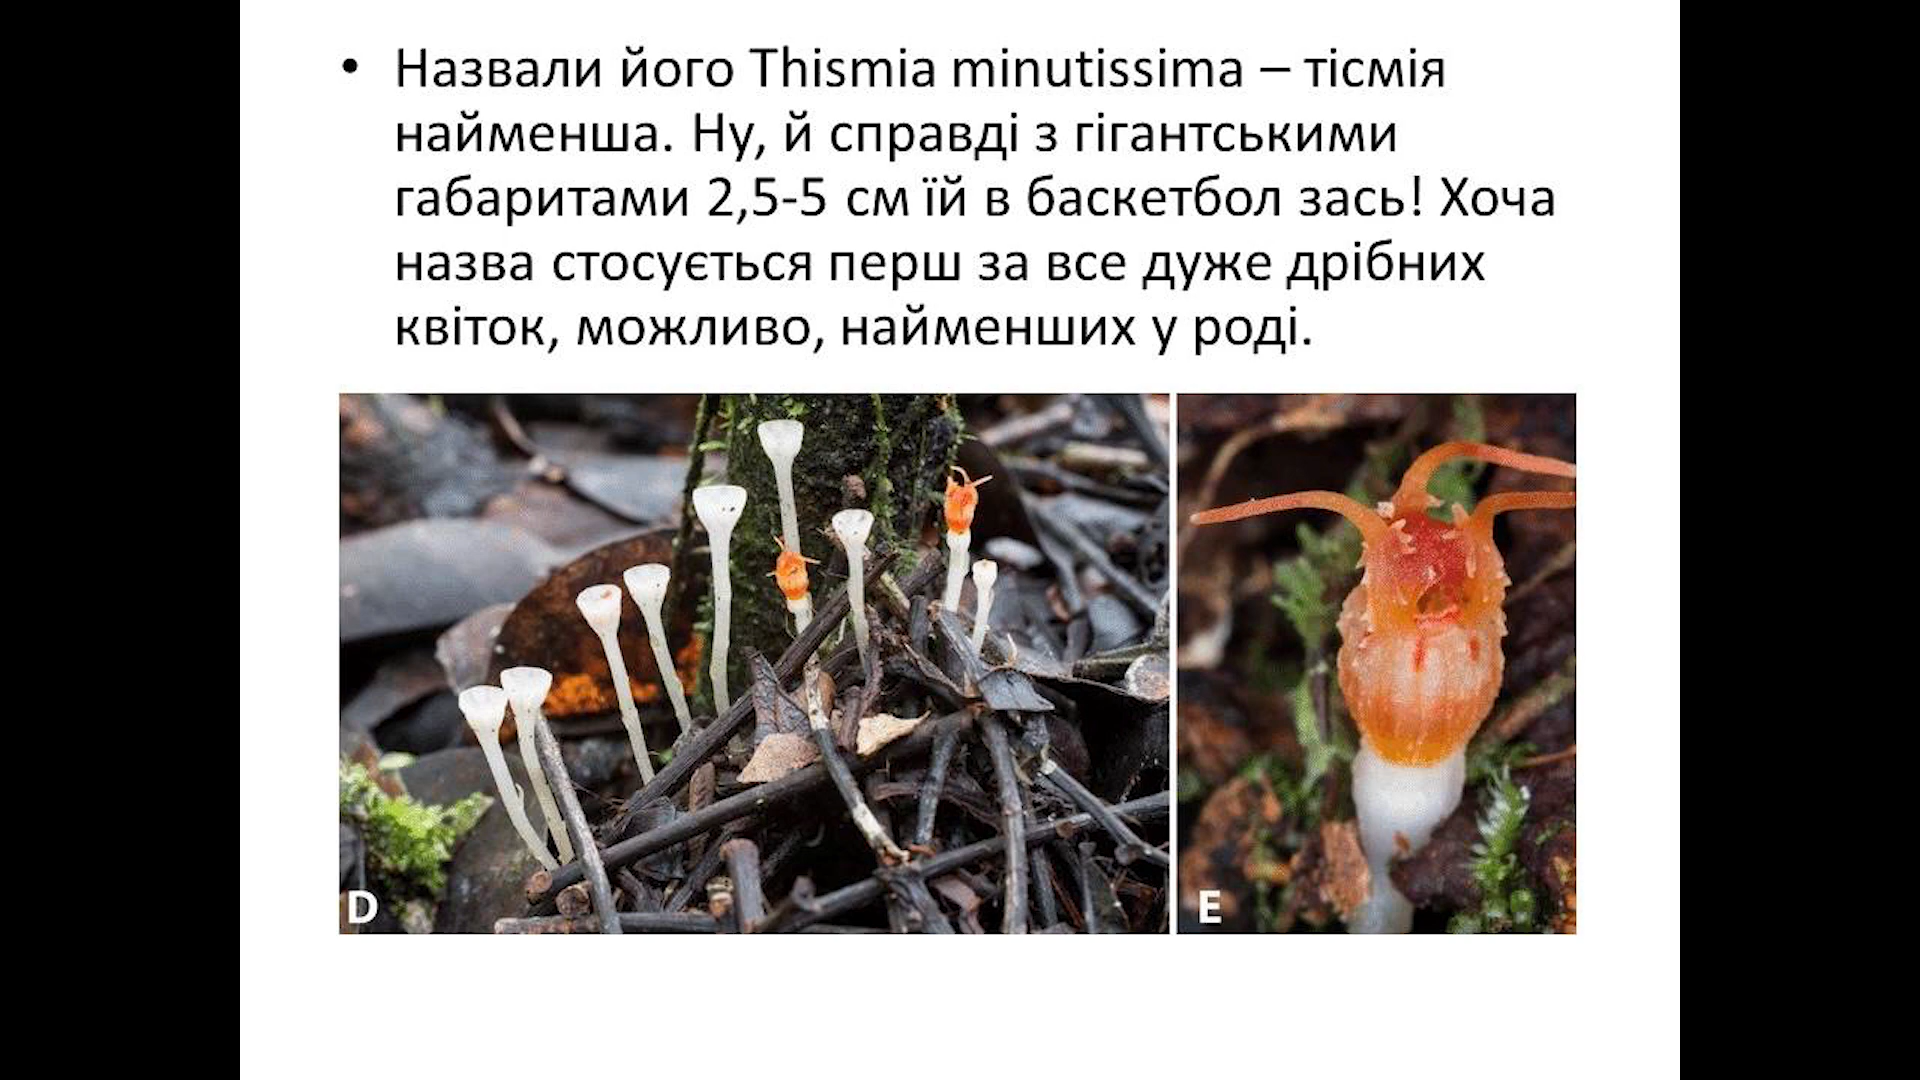 • Назвали його Thismia minutissima – тісмія
найменша. Ну, й справді з гігантськими
габаритами 2,5-5 см їй в баскетбол зась! Хоча
назва стосується перш за все дуже дрібних
квіток, можливо, найменших у роді.
D
E